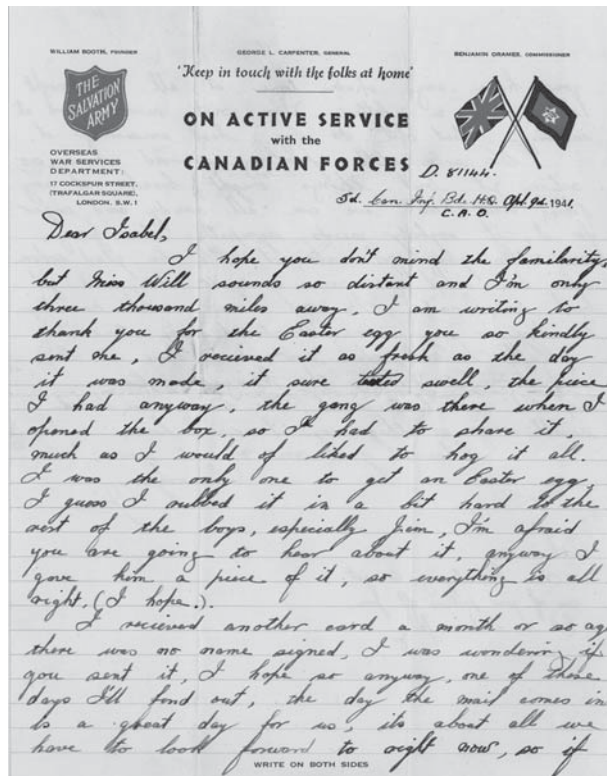 WILLIAM BOOTH, FOUNDER
GEORGE L. CARPENTER, GENERAL
BENJAMIN ORAMES, COMMISSIONER
'Keep in touch with the folks at home'
THE
SALVATION
ARMY
ON ACTIVE SERVICE
with the
CANADIAN FORCES
OVERSEAS
WAR SERVICES
DEPARTMENT:
17 COCKSPUR STREET,
(TRAFALGAR SQUARE),
LONDON, S.W.1
D. 81144.
Can. Inf. Bde. H.Q. Apl. 9th. 1941.
C.A.O.
Dear Isabel,
I hope you don't mind the familarity,
but Miss Will sounds so distant and I'm only
three thousand miles away, I am writing to
thank you for the Easter egg you so kindly
sent me, I recieved it as fresh as the day
it was made, it sure tasted swell, the piece
I had anyway, the gang was there when I
opened the box, so I had to share it,
much as I would of liked to hog it all.
I was the only one to get an Easter egg,
I guess I rubbed it in a bit hard to the
rest of the boys, especially Jim, I'm afraid
you are going to hear about it, anyway I
gave him a piece of it, so everything is all
right, (I hope.).
I recieved another card a month or so ago
there was no name signed, I was wondering if
you sent it, I hope so anyway, one of these
days I'll find out, the day the mail comes in
is a great day for us, its about all we
have to look forward to right now, so if
WRITE ON BOTH SIDES